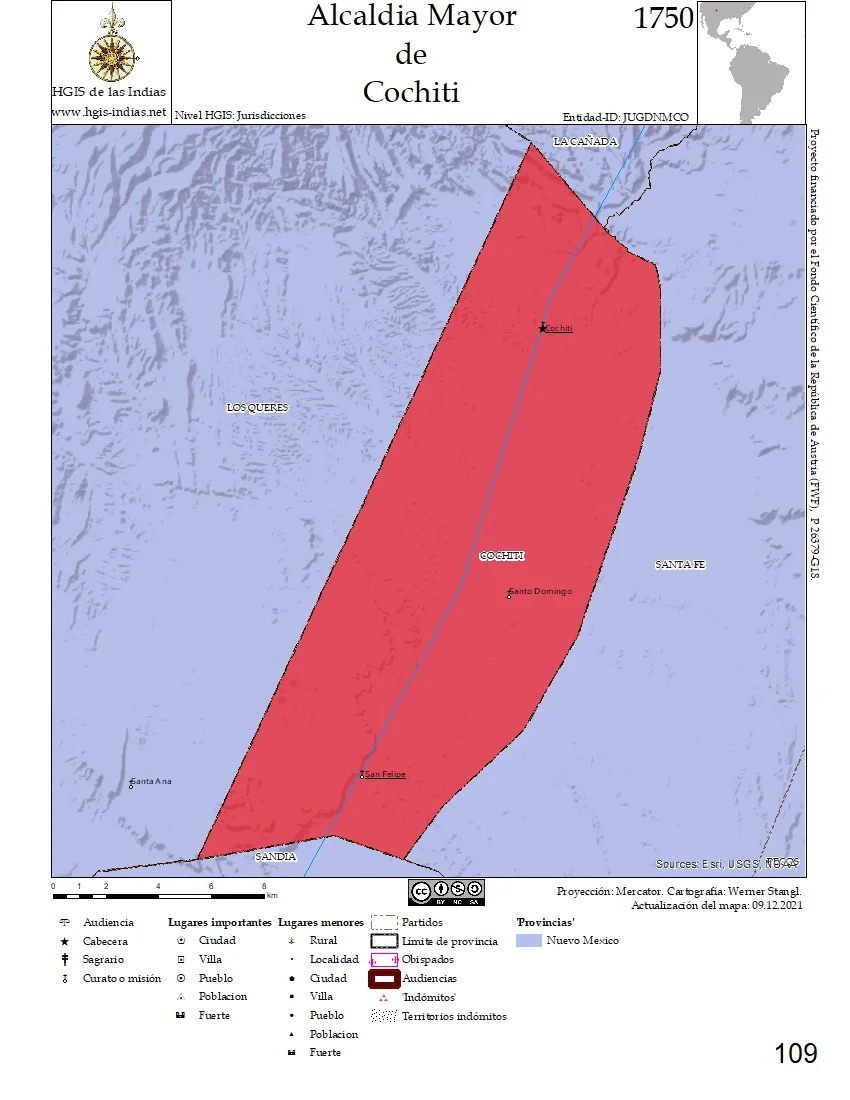 Alcaldia Mayor
de
Cochiti
1750
HGIS de las Indias
www.hgis-indias.net
Nivel HGIS: Jurisdicciones
Entidad-ID: JUGDNMCO
LA CAÑADA
Cochiti
LOS QUERES
COCHITI
SANTA FE
Santo Domingo
Santa Ana
San Felipe
SANDIA
PECOS
Sources: Esri, USGS, NOAA
Proyecto financiado por el Fondo Científico de la República de Austria (FWF), P 26379-G18.
0 1 2 4 6 8
km
CC BY NC SA
Proyección: Mercator. Cartografía: Werner Stangl.
Actualización del mapa: 09.12.2021
Audiencia
Cabecera
Sagrario
Curato o misión
Lugares importantes
Ciudad
Villa
Pueblo
Poblacion
Fuerte
Lugares menores
Rural
Localidad
Ciudad
Villa
Pueblo
Poblacion
Fuerte
Partidos
Límite de provincia
Obispados
Audiencias
'Indómitos'
Territorios indómitos
'Provincias'
Nuevo Mexico
109